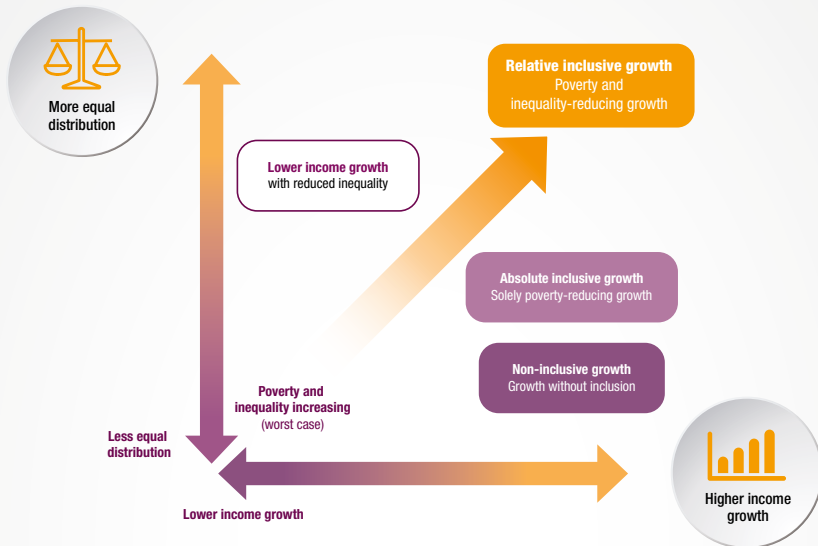 More equal
distribution
Relative inclusive growth
Poverty and
inequality-reducing growth
Lower income growth
with reduced inequality
Absolute inclusive growth
Solely poverty-reducing growth
Non-inclusive growth
Growth without inclusion
Poverty and
inequality increasing
(worst case)
Less equal
distribution
Lower income growth
Higher income
growth